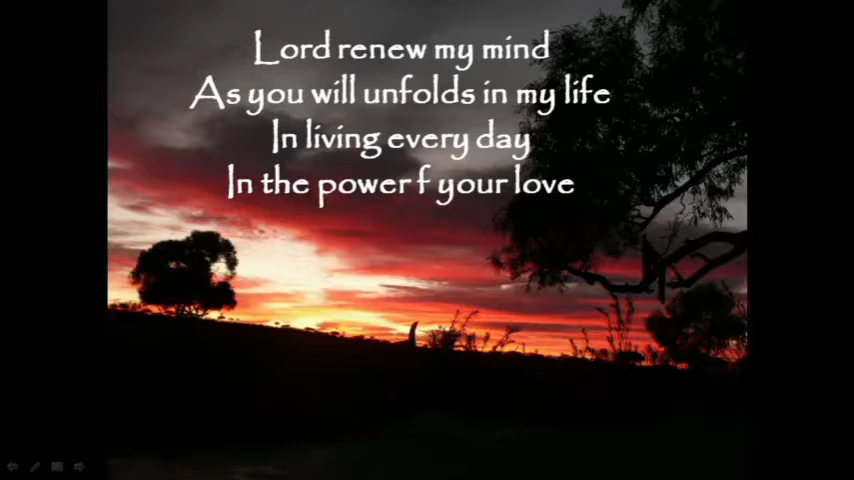 Lord renew my mind
As you will unfolds in my life
In living every day
In the power f your love